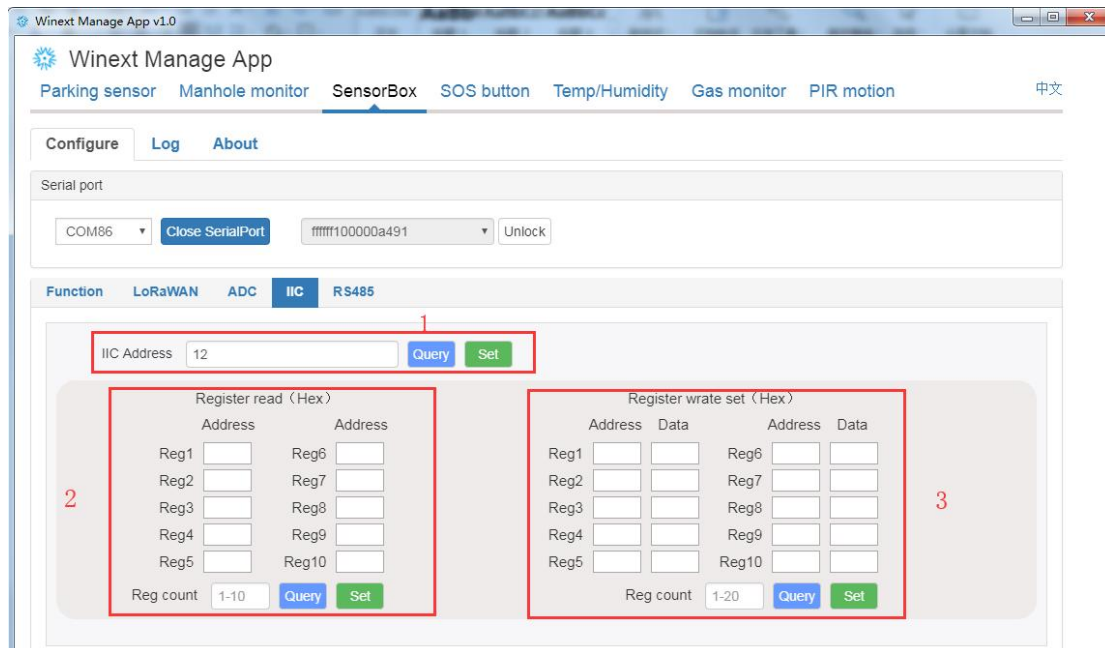 Winext Manage App v1.0
Winext Manage App
Parking sensor Manhole monitor SensorBox SOS button Temp/Humidity Gas monitor PIR motion 中文
Configure Log About
Serial port
COM86 Close SerialPort ffffff100000a491 Unlock
Function LoRaWAN ADC IIC RS485
1
IIC Address 12 Query Set
Register read（Hex） Register wrate set（Hex）
Address Address Address Data Address Data
Reg1 Reg6 Reg1 Reg6
Reg2 Reg7 Reg2 Reg7
2 Reg3 Reg8 Reg3 Reg8 3
Reg4 Reg9 Reg4 Reg9
Reg5 Reg10 Reg5 Reg10
Reg count 1-10 Query Set Reg count 1-20 Query Set